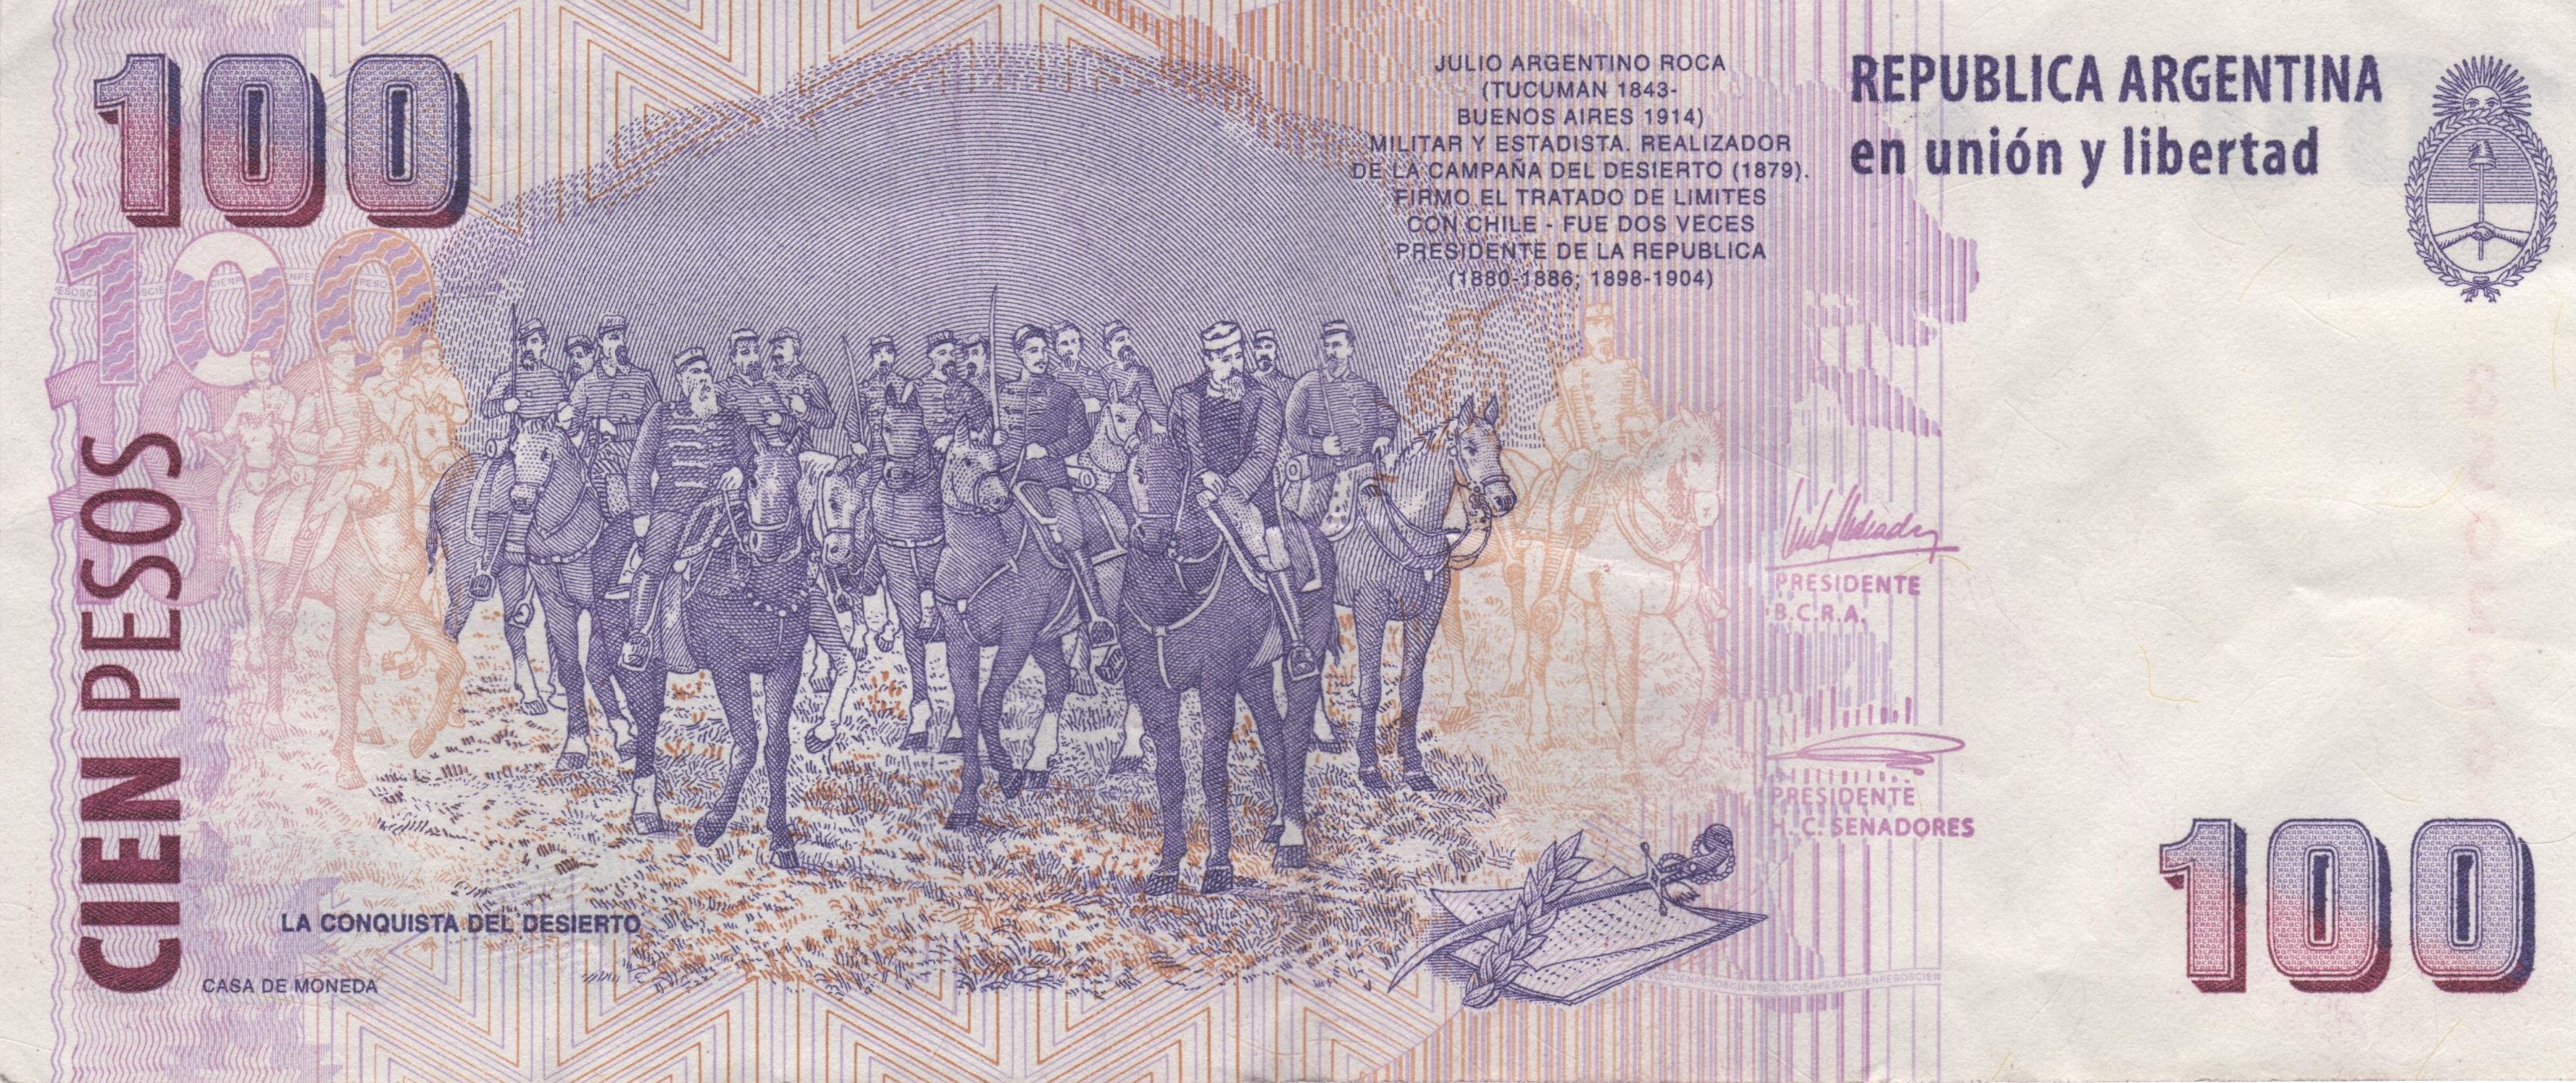 100
JULIO ARGENTINO ROCA
(TUCUMAN 1843-
BUENOS AIRES 1914)
MILITAR Y ESTADISTA. REALIZADOR
DE LA CAMPAÑA DEL DESIERTO (1879).
FIRMO EL TRATADO DE LIMITES
CON CHILE - FUE DOS VECES
PRESIDENTE DE LA REPUBLICA
(1880-1886; 1898-1904)
REPUBLICA ARGENTINA
en unión y libertad
100
CIEN PESOS
PRESIDENTE
B.C.R.A.
PRESIDENTE
H. C. SENADORES
LA CONQUISTA DEL DESIERTO
CASA DE MONEDA
100